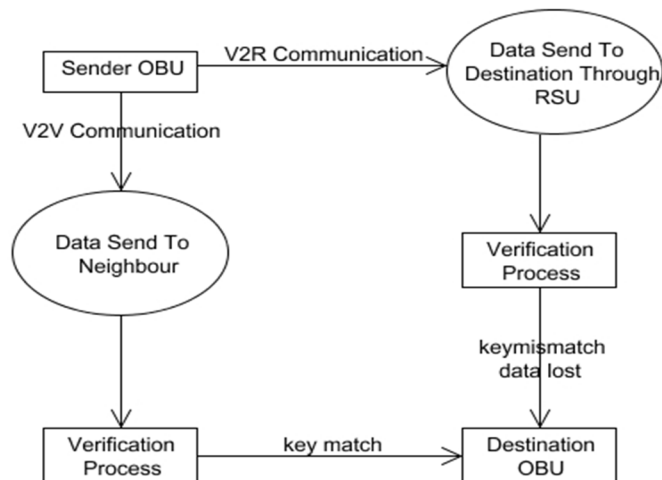 V2R Communication
Sender OBU
Data Send To
Destination Through
RSU
V2V Communication
Data Send To
Neighbour
Verification
Process
keymismatch
data lost
Verification
Process
key match
Destination
OBU